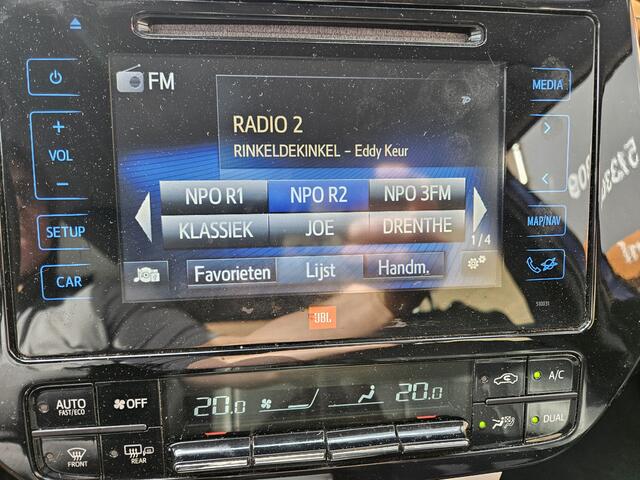 FM
MEDIA
TP
+
RADIO 2
VOL
RINKELDEKINKEL – Eddy Keur
−
NPO R1 NPO R2 NPO 3FM
SETUP
KLASSIEK JOE DRENTHE
MAP/NAV
1/4
CAR
Favorieten Lijst Handm.
510031
JBL
AUTO
FAST/ECO
OFF
20.0 20.0
A/C
FRONT
REAR
DUAL